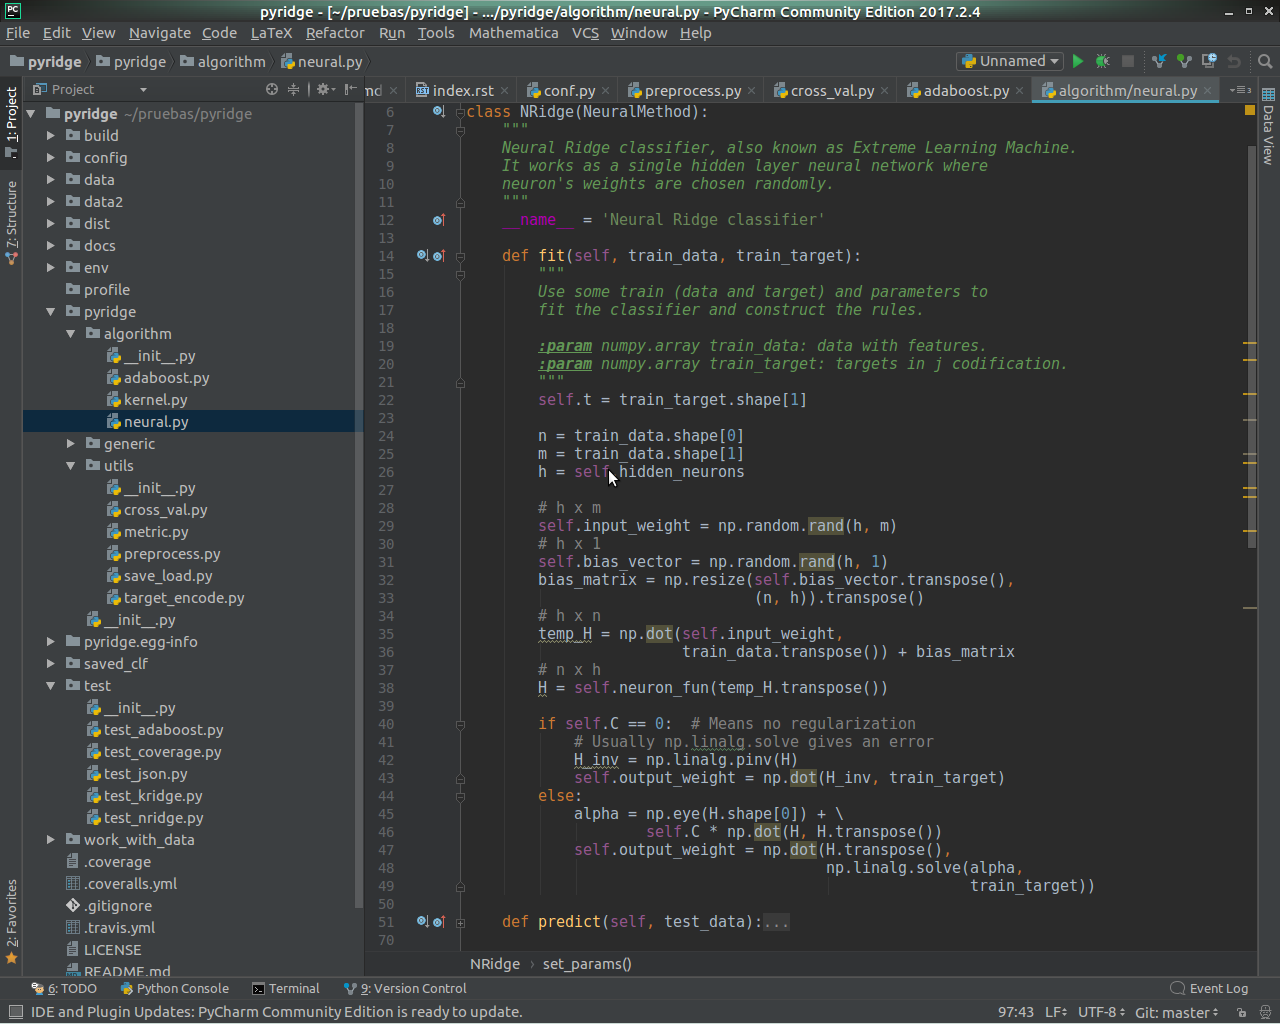 pyridge - [~/pruebas/pyridge] - .../pyridge/algorithm/neural.py - PyCharm Community Edition 2017.2.4
File Edit View Navigate Code LaTeX Refactor Run Tools Mathematica VCS Window Help
pyridge pyridge algorithm neural.py Unnamed
Project
md index.rst conf.py preprocess.py cross_val.py adaboost.py algorithm/neural.py
1: Project
7: Structure
2: Favorites
Data View
pyridge ~/pruebas/pyridge
build
config
data
data2
dist
docs
env
profile
pyridge
algorithm
__init__.py
adaboost.py
kernel.py
neural.py
generic
utils
__init__.py
cross_val.py
metric.py
preprocess.py
save_load.py
target_encode.py
__init__.py
pyridge.egg-info
saved_clf
test
__init__.py
test_adaboost.py
test_coverage.py
test_json.py
test_kridge.py
test_nridge.py
work_with_data
.coverage
.coveralls.yml
.gitignore
.travis.yml
LICENSE
README.md
6 class NRidge(NeuralMethod):
7 """
8 Neural Ridge classifier, also known as Extreme Learning Machine.
9 It works as a single hidden layer neural network where
10 neuron's weights are chosen randomly.
11 """
12 __name__ = 'Neural Ridge classifier'
13
14 def fit(self, train_data, train_target):
15 """
16 Use some train (data and target) and parameters to
17 fit the classifier and construct the rules.
18
19 :param numpy.array train_data: data with features.
20 :param numpy.array train_target: targets in j codification.
21 """
22 self.t = train_target.shape[1]
23
24 n = train_data.shape[0]
25 m = train_data.shape[1]
26 h = self.hidden_neurons
27
28 # h x m
29 self.input_weight = np.random.rand(h, m)
30 # h x 1
31 self.bias_vector = np.random.rand(h, 1)
32 bias_matrix = np.resize(self.bias_vector.transpose(),
33 (n, h)).transpose()
34 # h x n
35 temp_H = np.dot(self.input_weight,
36 train_data.transpose()) + bias_matrix
37 # n x h
38 H = self.neuron_fun(temp_H.transpose())
39
40 if self.C == 0:  # Means no regularization
41 # Usually np.linalg.solve gives an error
42 H_inv = np.linalg.pinv(H)
43 self.output_weight = np.dot(H_inv, train_target)
44 else:
45 alpha = np.eye(H.shape[0]) + \
46 self.C * np.dot(H, H.transpose())
47 self.output_weight = np.dot(H.transpose(),
48 np.linalg.solve(alpha,
49 train_target))
50
51 def predict(self, test_data):...
70
NRidge › set_params()
6: TODO Python Console Terminal 9: Version Control Event Log
IDE and Plugin Updates: PyCharm Community Edition is ready to update. 97:43 LF UTF-8 Git: master